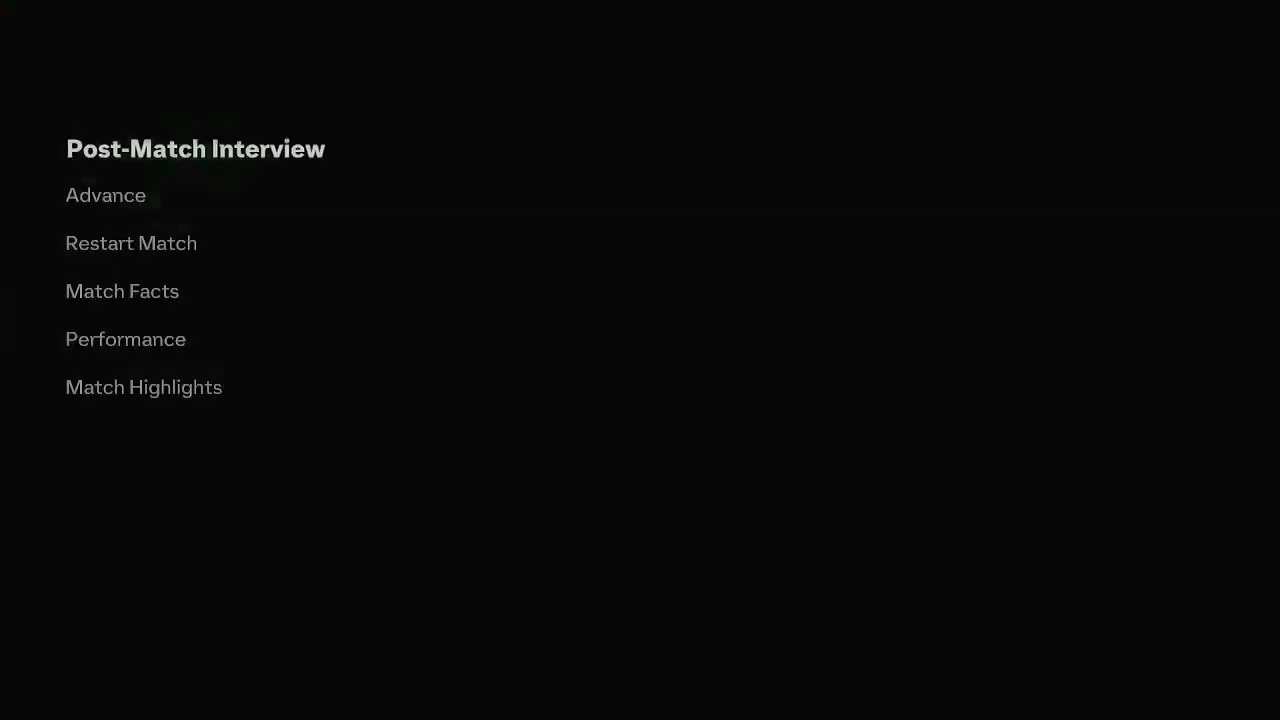 Post-Match Interview
Advance
Restart Match
Match Facts
Performance
Match Highlights